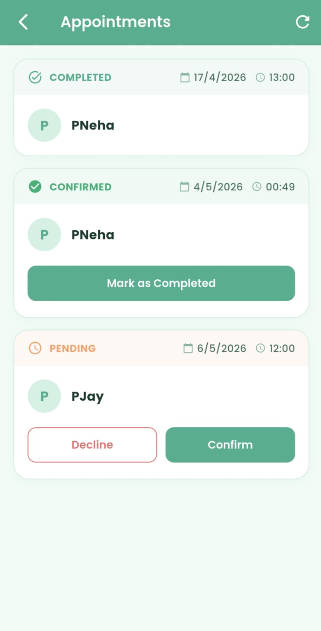 Appointments
COMPLETED 17/4/2026 13:00
P PNeha
CONFIRMED 4/5/2026 00:49
P PNeha
Mark as Completed
PENDING 6/5/2026 12:00
P PJay
Decline Confirm